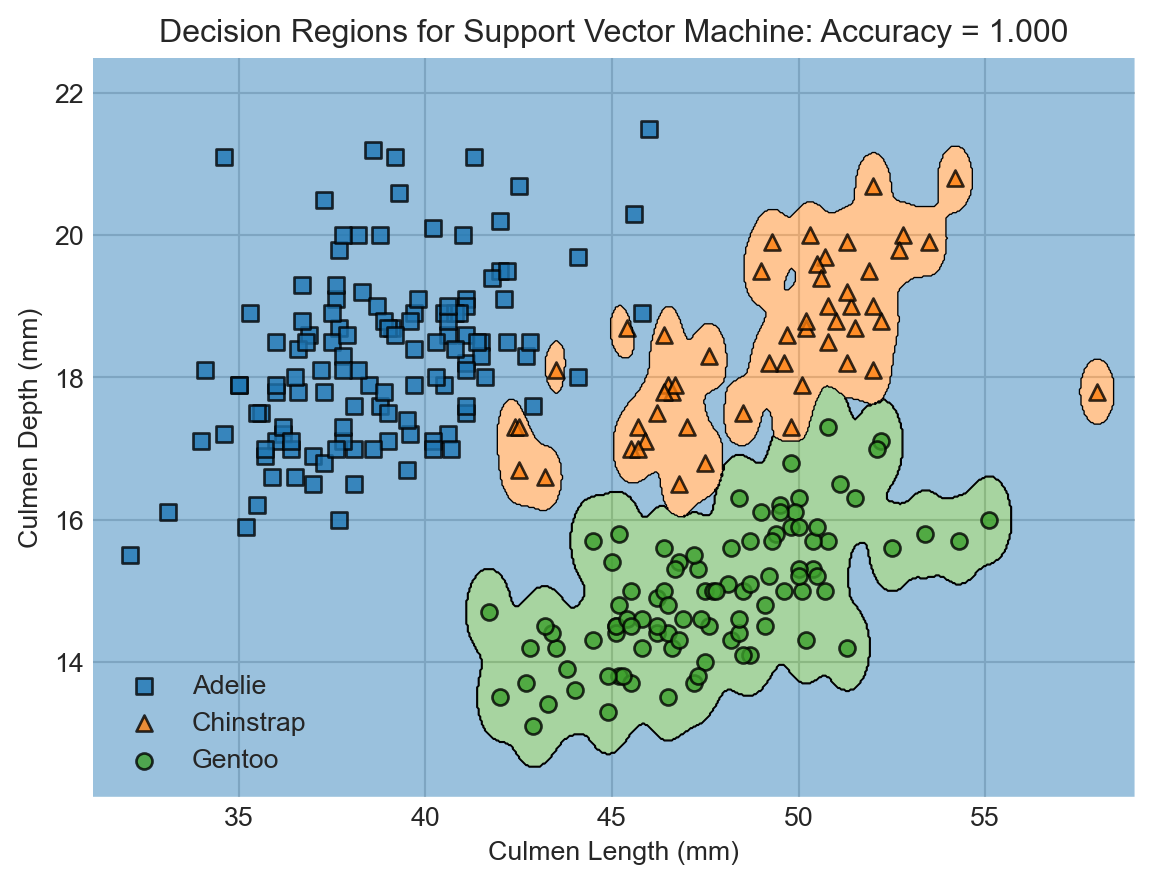 Decision Regions for Support Vector Machine: Accuracy = 1.000
22
20
18
16
14
Culmen Depth (mm)
Adelie
Chinstrap
Gentoo
35 40 45 50 55
Culmen Length (mm)